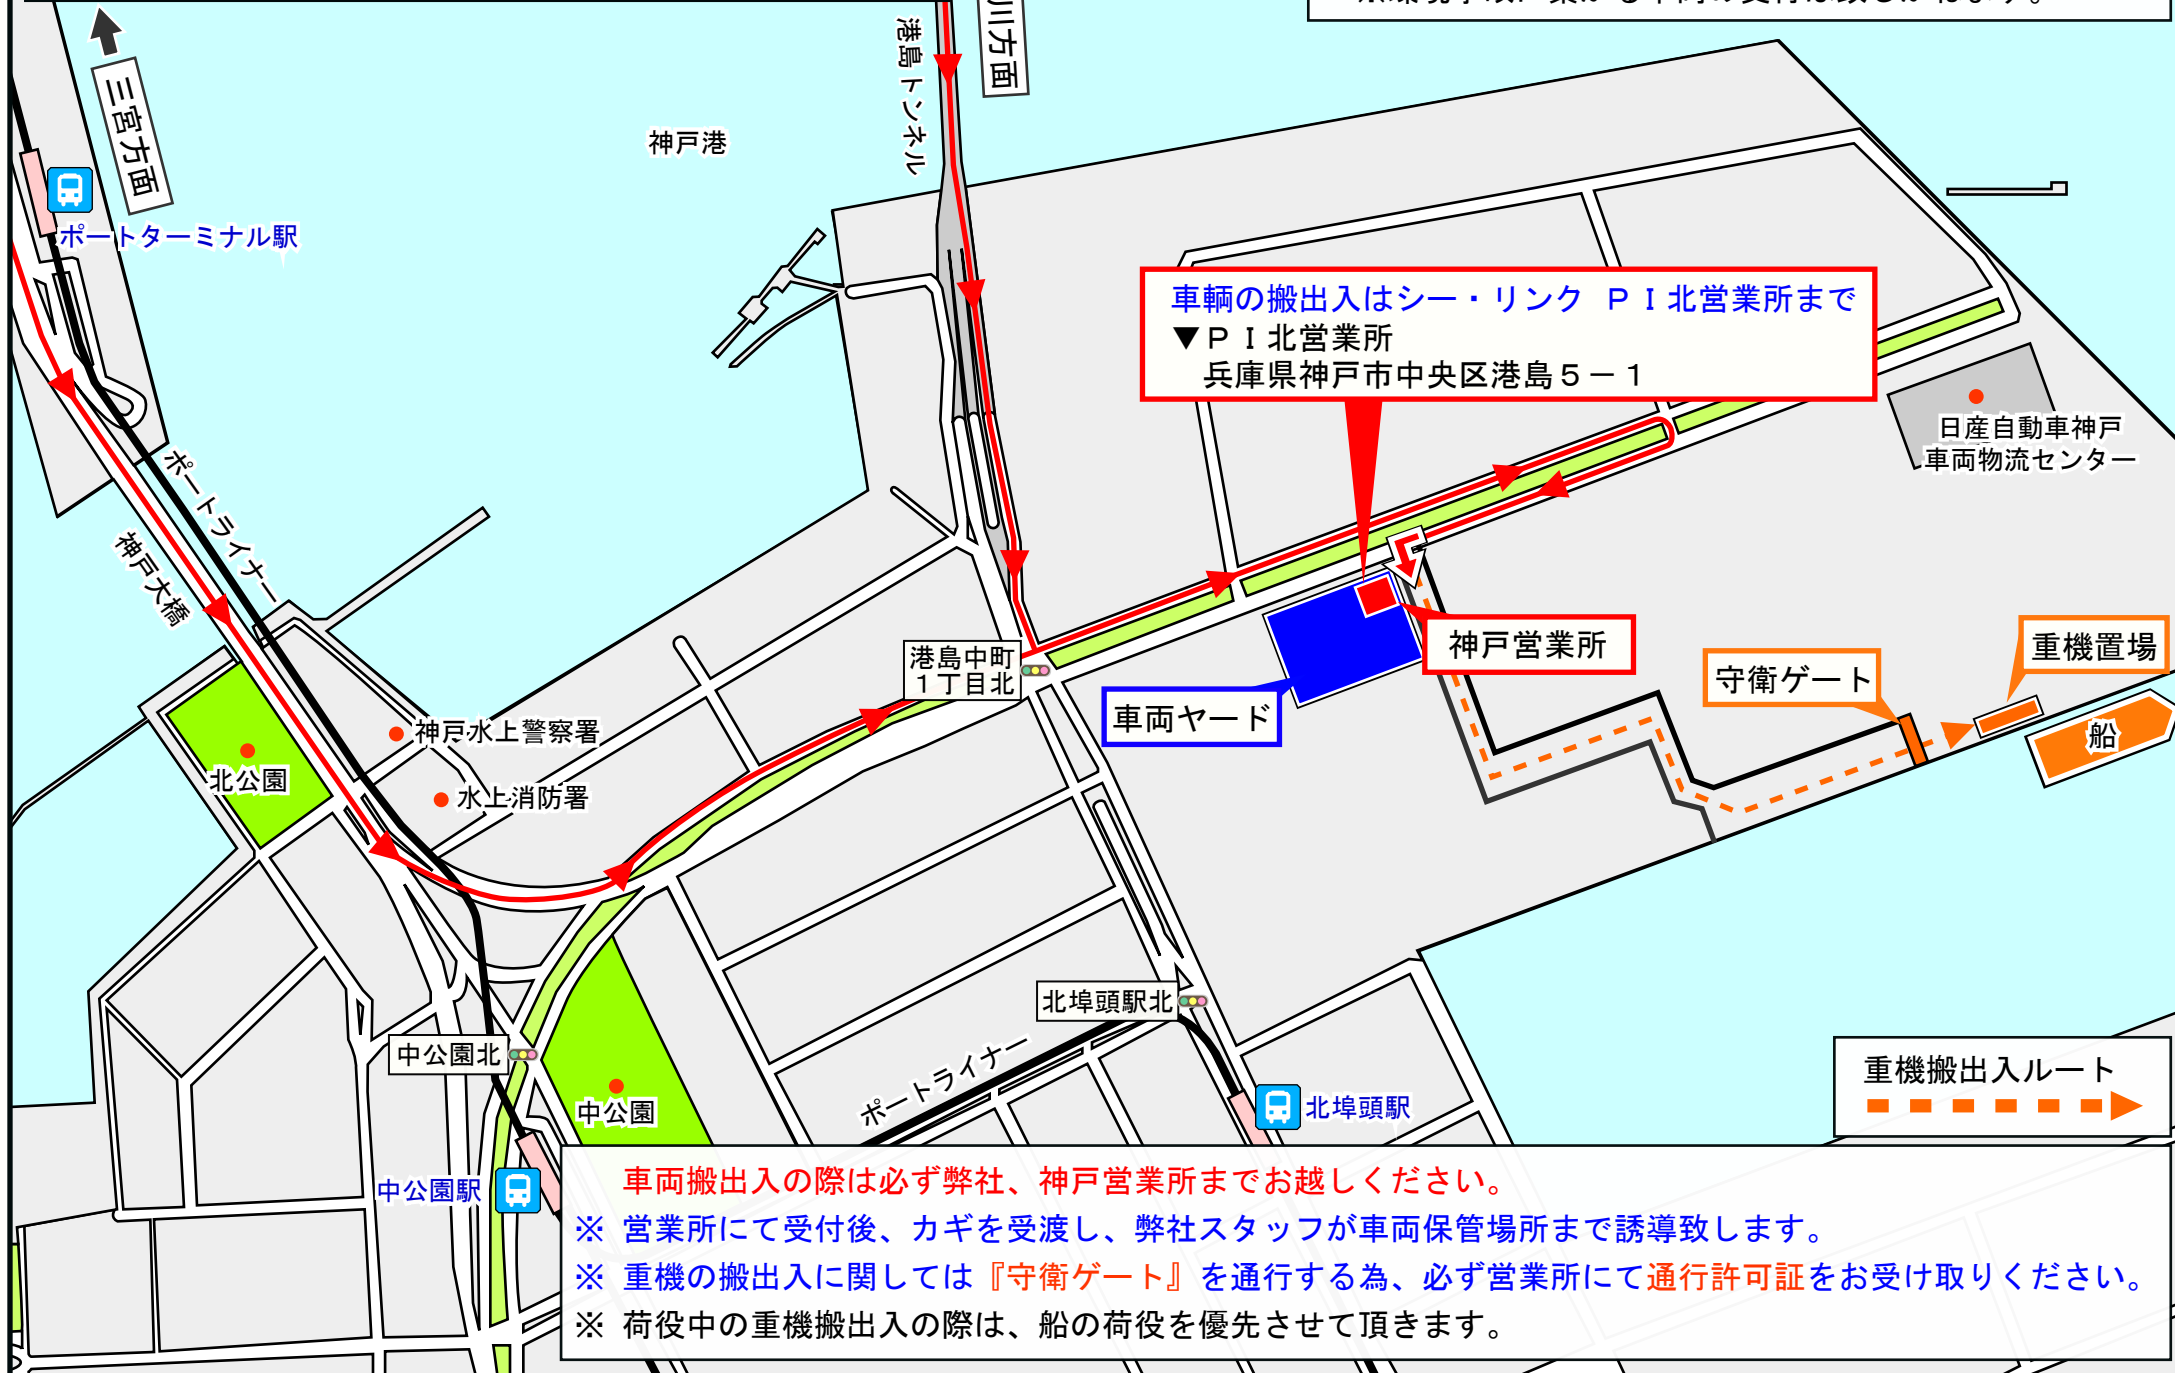 三宮方面
川方面
港島トンネル
神戸港
ポートターミナル駅
車輌の搬出入はシー・リンク ＰＩ北営業所まで
▼ＰＩ北営業所
兵庫県神戸市中央区港島５－１
日産自動車神戸
車両物流センター
ポートライナー
神戸大橋
港島中町
１丁目北
神戸営業所
車両ヤード
守衛ゲート
重機置場
船
神戸水上警察署
水上消防署
北公園
北埠頭駅北
中公園北
中公園
ポートライナー
北埠頭駅
中公園駅
重機搬出入ルート
車両搬出入の際は必ず弊社、神戸営業所までお越しください。
※ 営業所にて受付後、カギを受渡し、弊社スタッフが車両保管場所まで誘導致します。
※ 重機の搬出入に関しては『守衛ゲート』を通行する為、必ず営業所にて通行許可証をお受け取りください。
※ 荷役中の重機搬出入の際は、船の荷役を優先させて頂きます。